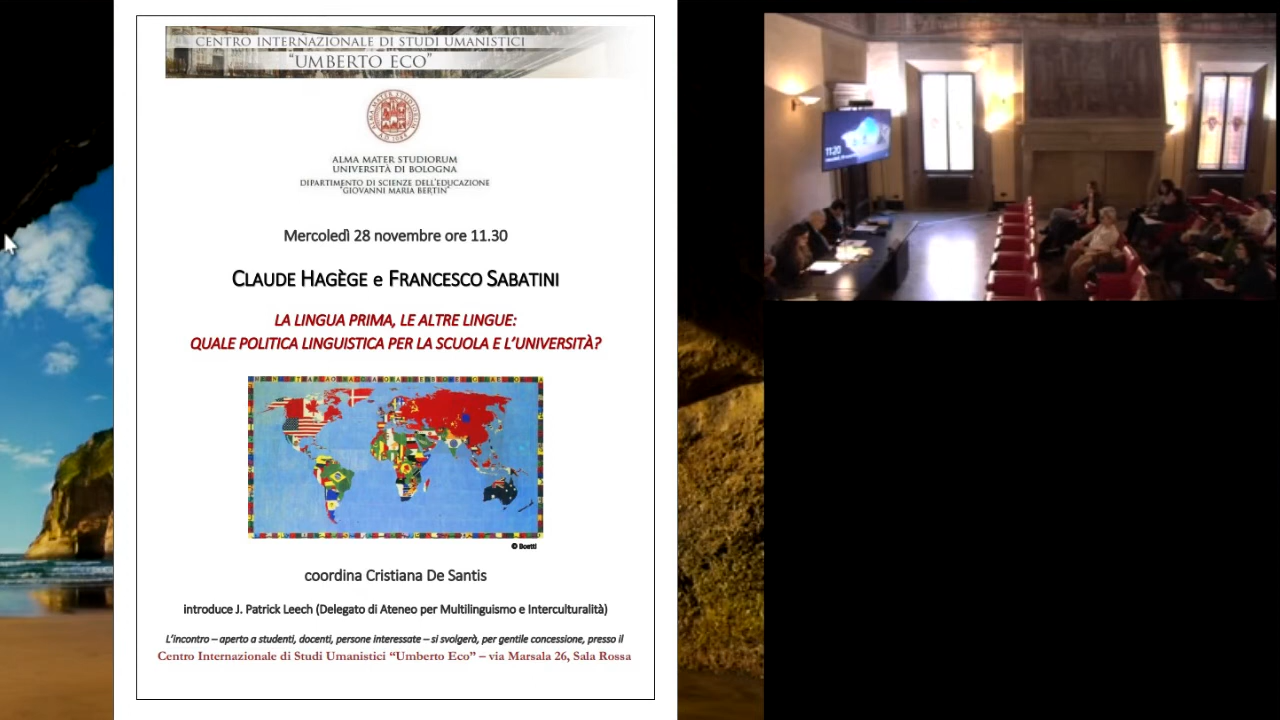 CENTRO INTERNAZIONALE DI STUDI UMANISTICI
"UMBERTO ECO"
ALMA MATER STUDIORUM
UNIVERSITÀ DI BOLOGNA
DIPARTIMENTO DI SCIENZE DELL'EDUCAZIONE
"GIOVANNI MARIA BERTIN"
Mercoledì 28 novembre ore 11.30
CLAUDE HAGÈGE e FRANCESCO SABATINI
LA LINGUA PRIMA, LE ALTRE LINGUE:
QUALE POLITICA LINGUISTICA PER LA SCUOLA E L'UNIVERSITÀ?
© Boetti
coordina Cristiana De Santis
introduce J. Patrick Leech (Delegato di Ateneo per Multilinguismo e Interculturalità)
L'incontro – aperto a studenti, docenti, persone interessate – si svolgerà, per gentile concessione, presso il
Centro Internazionale di Studi Umanistici "Umberto Eco" – via Marsala 26, Sala Rossa
11:20